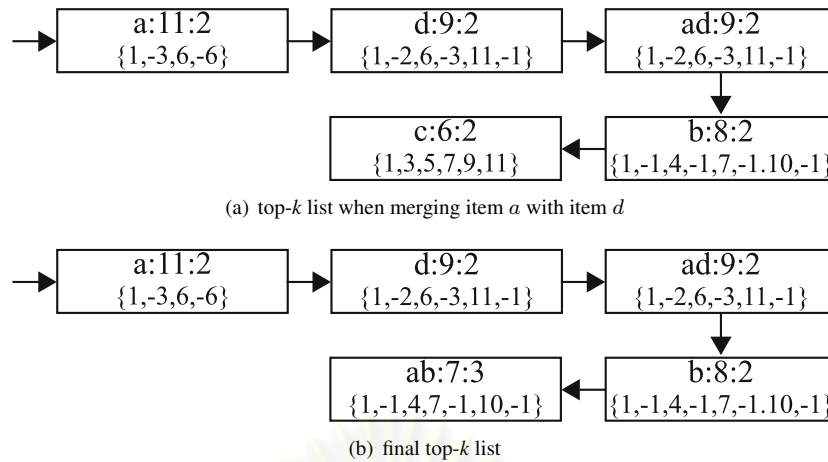 a:11:2
{1,-3,6,-6}
d:9:2
{1,-2,6,-3,11,-1}
ad:9:2
{1,-2,6,-3,11,-1}
b:8:2
{1,-1,4,-1,7,-1.10,-1}
c:6:2
{1,3,5,7,9,11}
(a) top-k list when merging item a with item d
a:11:2
{1,-3,6,-6}
d:9:2
{1,-2,6,-3,11,-1}
ad:9:2
{1,-2,6,-3,11,-1}
b:8:2
{1,-1,4,-1,7,-1.10,-1}
ab:7:3
{1,-1,4,7,-1,10,-1}
(b) final top-k list